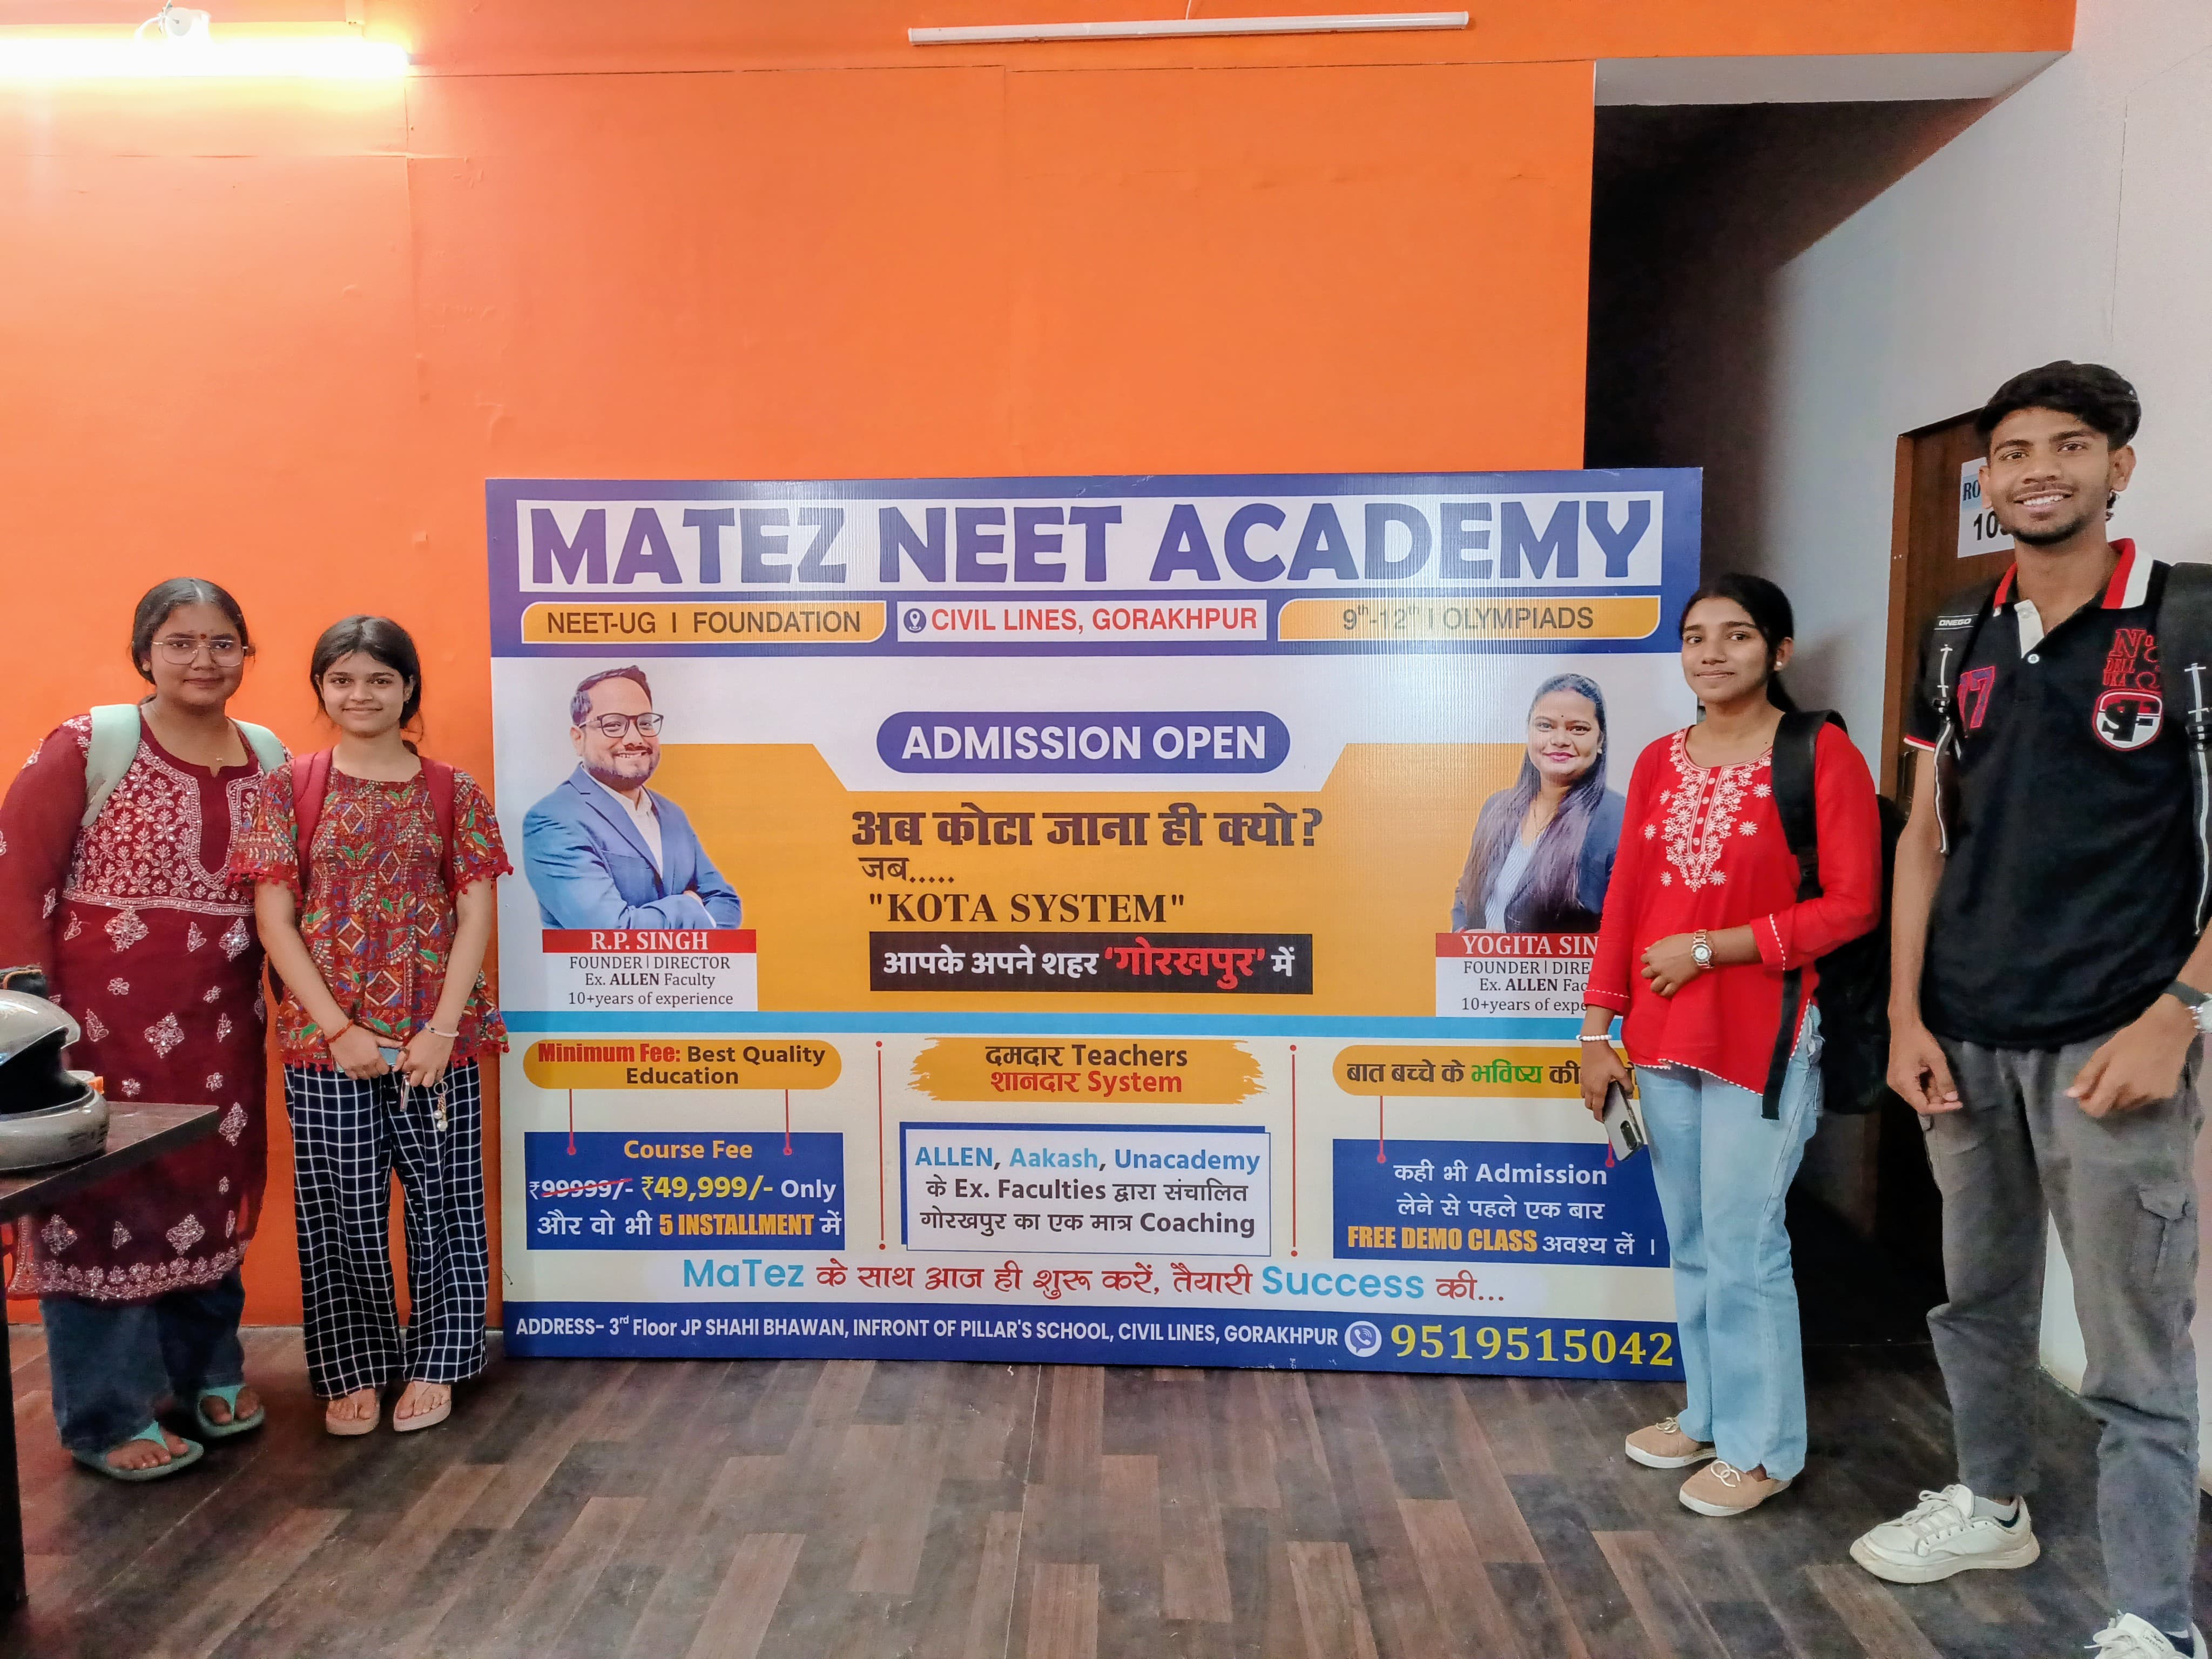 MATEZ NEET ACADEMY
NEET-UG | FOUNDATION
CIVIL LINES, GORAKHPUR
9th-12th | OLYMPIADS
ADMISSION OPEN
अब कोटा जाना ही क्यो?
जब.....
"KOTA SYSTEM"
आपके अपने शहर 'गोरखपुर' में
R.P. SINGH
FOUNDER | DIRECTOR
Ex. ALLEN Faculty
10+years of experience
YOGITA SIN
FOUNDER | DIRE
Ex. ALLEN Fac
10+years of expe
Minimum Fee: Best Quality
Education
Course Fee
₹99999/- ₹49,999/- Only
और वो भी 5 INSTALLMENT में
दमदार Teachers
शानदार System
ALLEN, Aakash, Unacademy
के Ex. Faculties द्वारा संचालित
गोरखपुर का एक मात्र Coaching
बात बच्चे के भविष्य की
कही भी Admission
लेने से पहले एक बार
FREE DEMO CLASS अवश्य लें ।
MaTez के साथ आज ही शुरू करें, तैयारी Success की...
ADDRESS- 3rd Floor JP SHAHI BHAWAN, INFRONT OF PILLAR'S SCHOOL, CIVIL LINES, GORAKHPUR 9519515042
RO
10
ONEGO
77